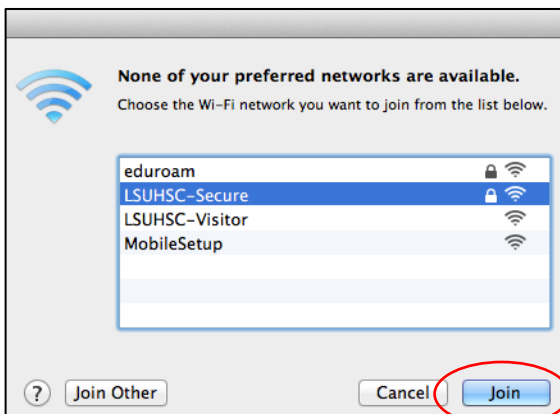 None of your preferred networks are available.
Choose the Wi-Fi network you want to join from the list below.
eduroam
LSUHSC-Secure
LSUHSC-Visitor
MobileSetup
? Join Other Cancel Join